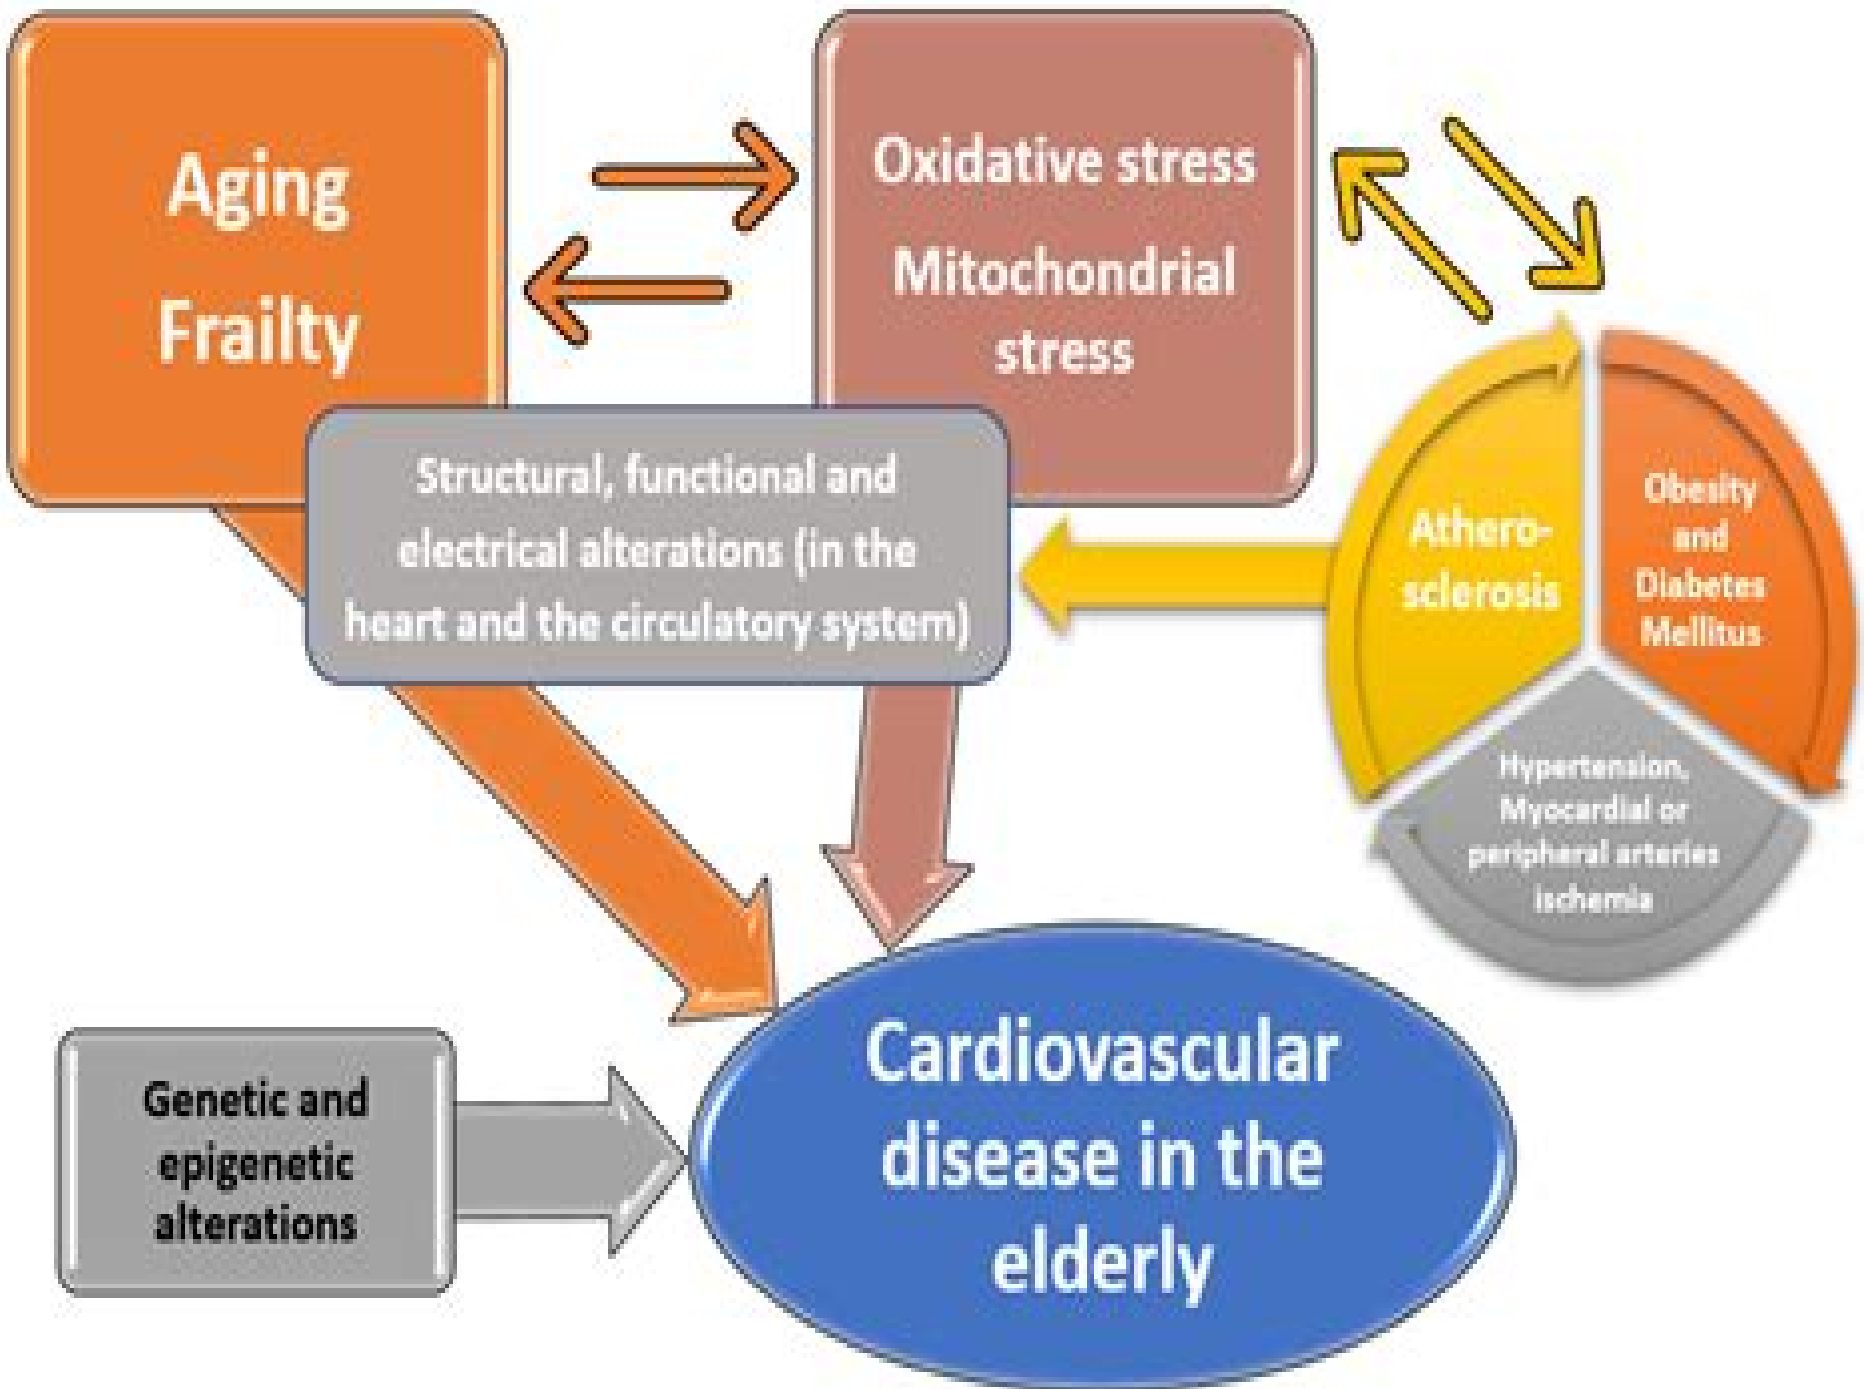 Aging
Frailty
Oxidative stress
Mitochondrial
stress
Structural, functional and
electrical alterations (in the
heart and the circulatory system)
Athero-
sclerosis
Obesity
and
Diabetes
Mellitus
Hypertension,
Myocardial or
peripheral arteries
ischemia
Genetic and
epigenetic
alterations
Cardiovascular
disease in the
elderly